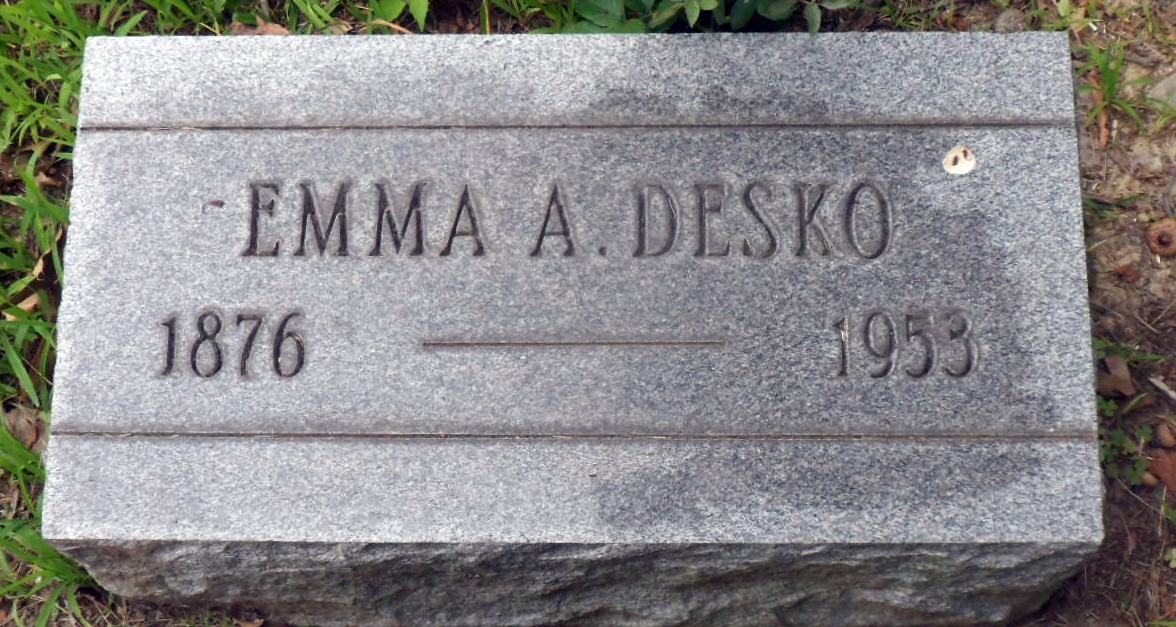 EMMA A. DESKO
1876 — 1953